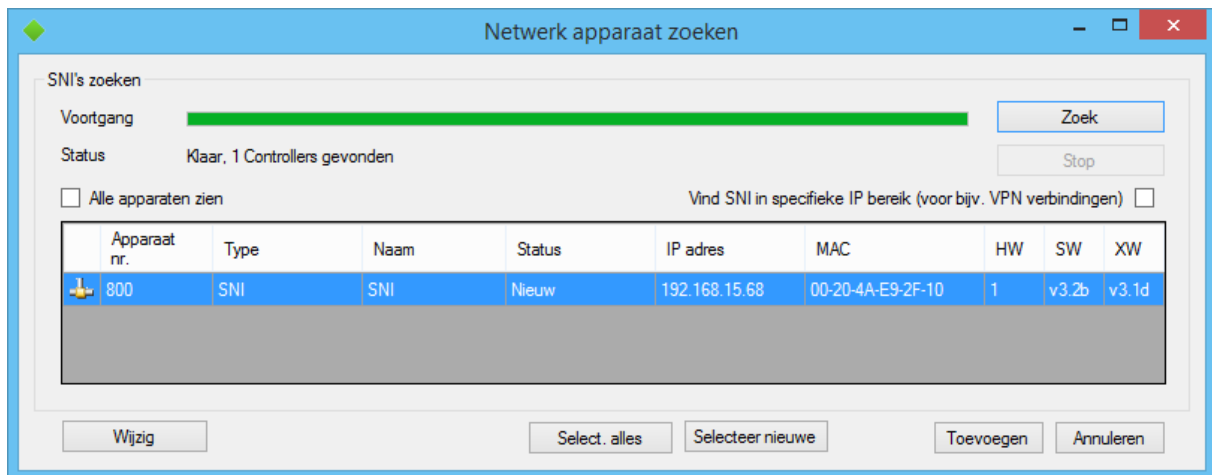 Netwerk apparaat zoeken
SNI's zoeken
Voortgang
Zoek
Status Klaar, 1 Controllers gevonden
Stop
Alle apparaten zien Vind SNI in specifieke IP bereik (voor bijv. VPN verbindingen)
Apparaat nr. Type Naam Status IP adres MAC HW SW XW
800 SNI SNI Nieuw 192.168.15.68 00-20-4A-E9-2F-10 1 v3.2b v3.1d
Wijzig Select. alles Selecteer nieuwe Toevoegen Annuleren